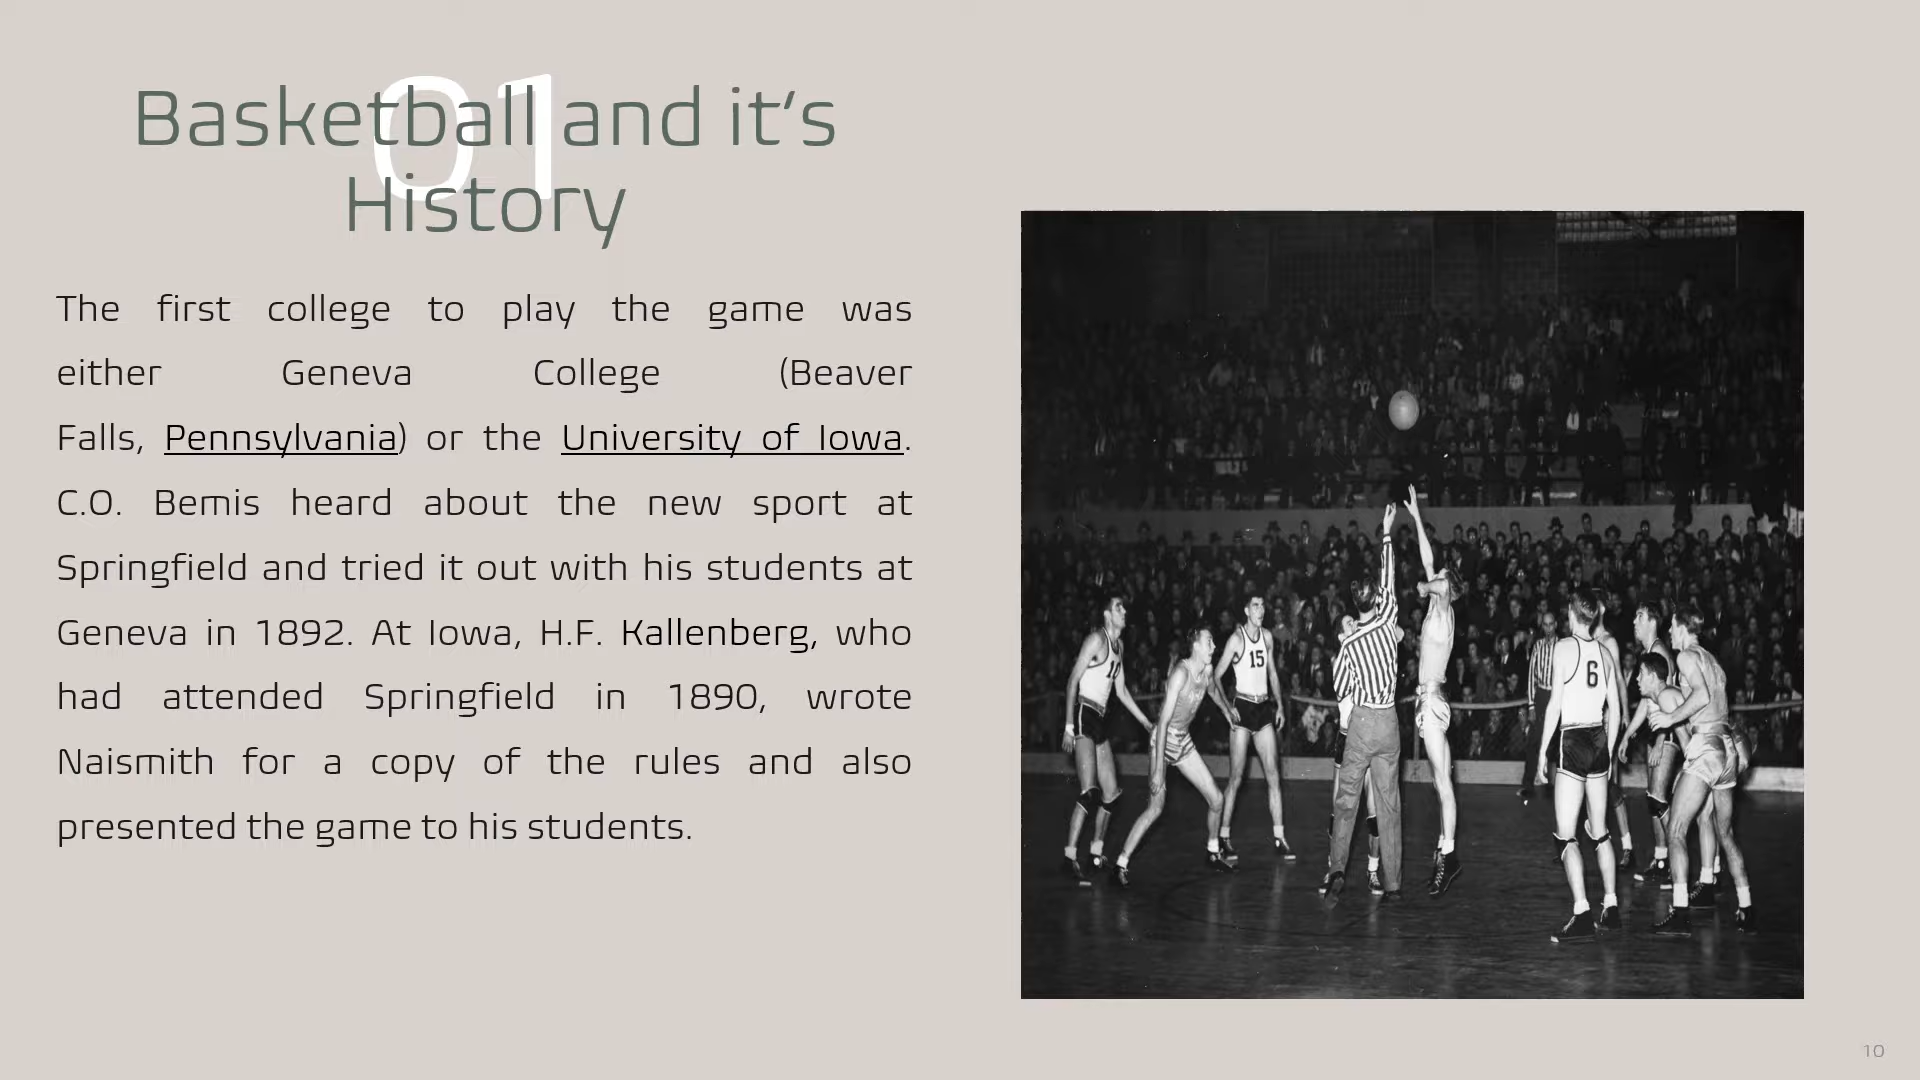 01
Basketball and it's
History
The first college to play the game was
either Geneva College (Beaver
Falls, Pennsylvania) or the University of Iowa.
C.O. Bemis heard about the new sport at
Springfield and tried it out with his students at
Geneva in 1892. At Iowa, H.F. Kallenberg, who
had attended Springfield in 1890, wrote
Naismith for a copy of the rules and also
presented the game to his students.
15
6
10